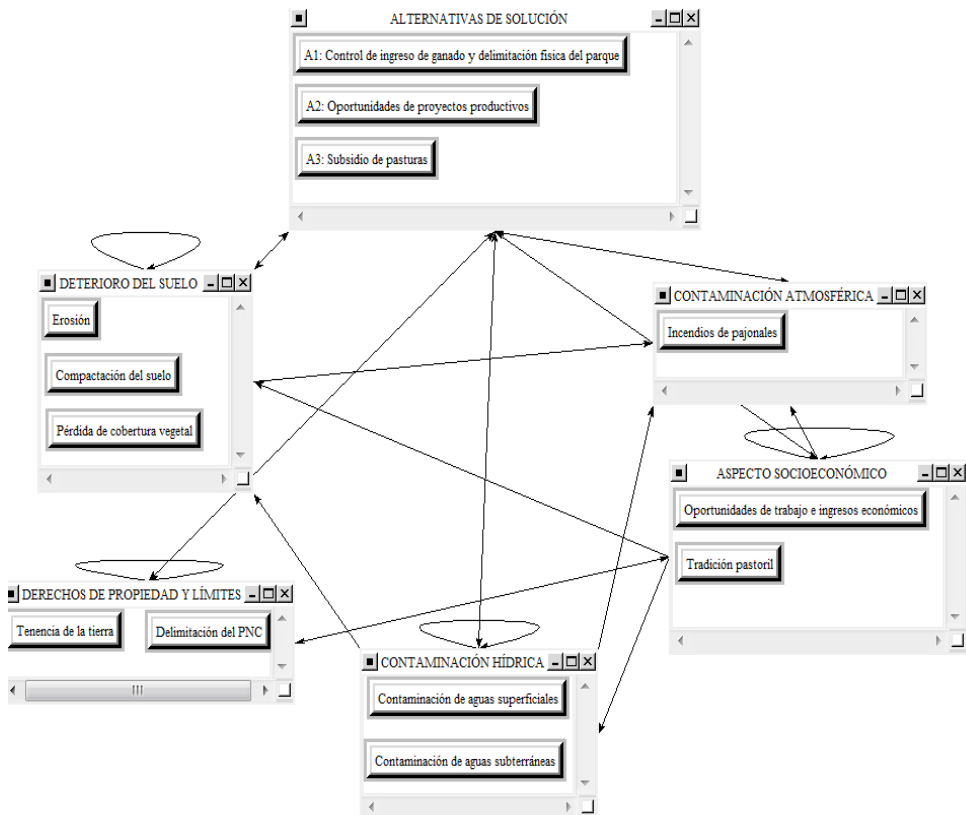 ALTERNATIVAS DE SOLUCIÓN
A1: Control de ingreso de ganado y delimitación fisica del parque
A2: Oportunidades de proyectos productivos
A3: Subsidio de pasturas
DETERIORO DEL SUELO
Erosión
Compactación del suelo
Pérdida de cobertura vegetal
CONTAMINACIÓN ATMOSFÉRICA
Incendios de pajonales
ASPECTO SOCIOECONÓMICO
Oportunidades de trabajo e ingresos económicos
Tradición pastoril
DERECHOS DE PROPIEDAD Y LÍMITES
Tenencia de la tierra
Delimitación del PNC
CONTAMINACIÓN HÍDRICA
Contaminación de aguas superficiales
Contaminación de aguas subterráneas